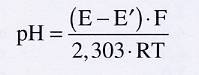 pH = (E − E′) · F / 2,303 · RT